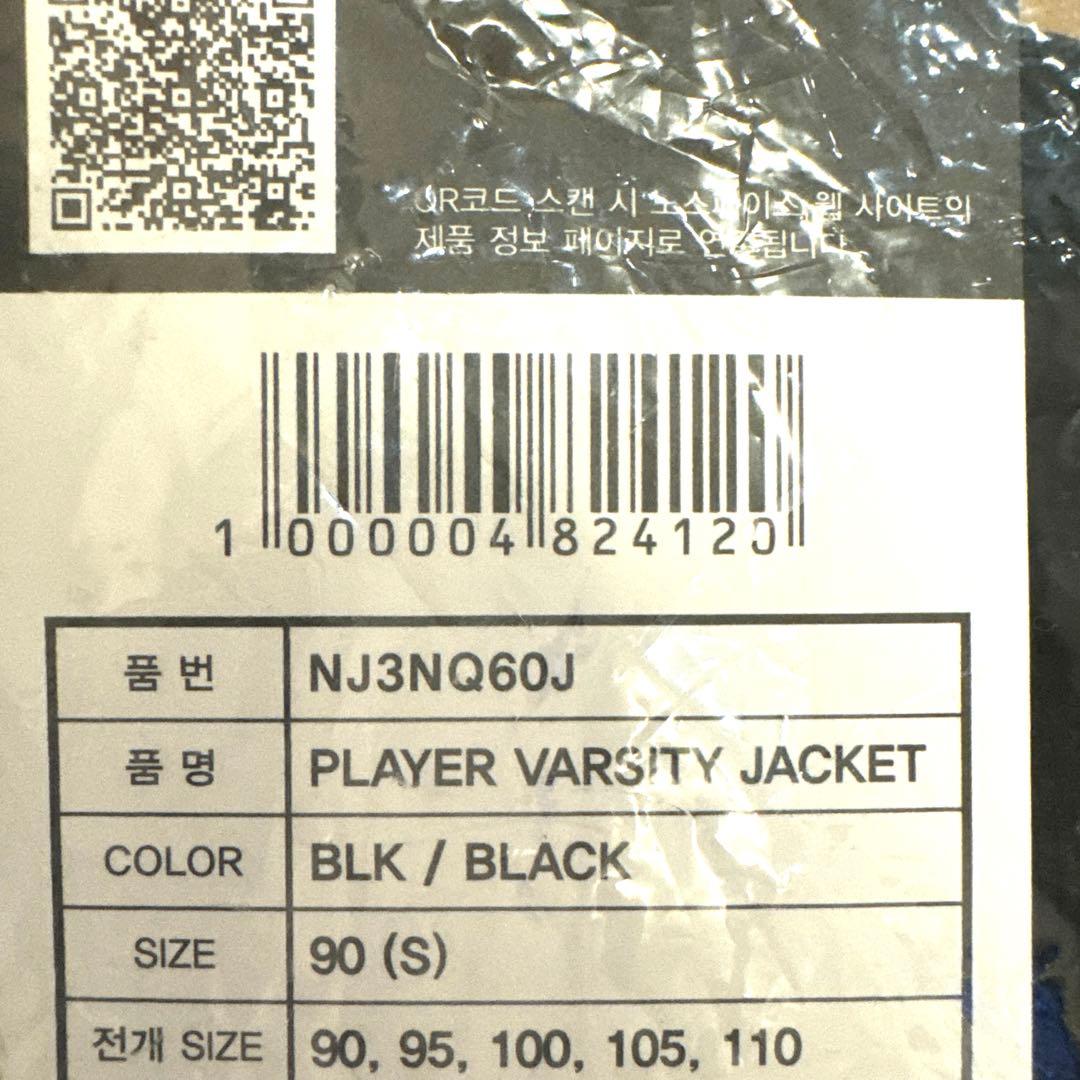 QR코드 스캔 시 노스페이스 웹 사이트의
제품 정보 페이지로 연결됩니다.
1 000004 824120
품 번 NJ3NQ60J
품 명 PLAYER VARSITY JACKET
COLOR BLK / BLACK
SIZE 90 (S)
전개 SIZE 90, 95, 100, 105, 110